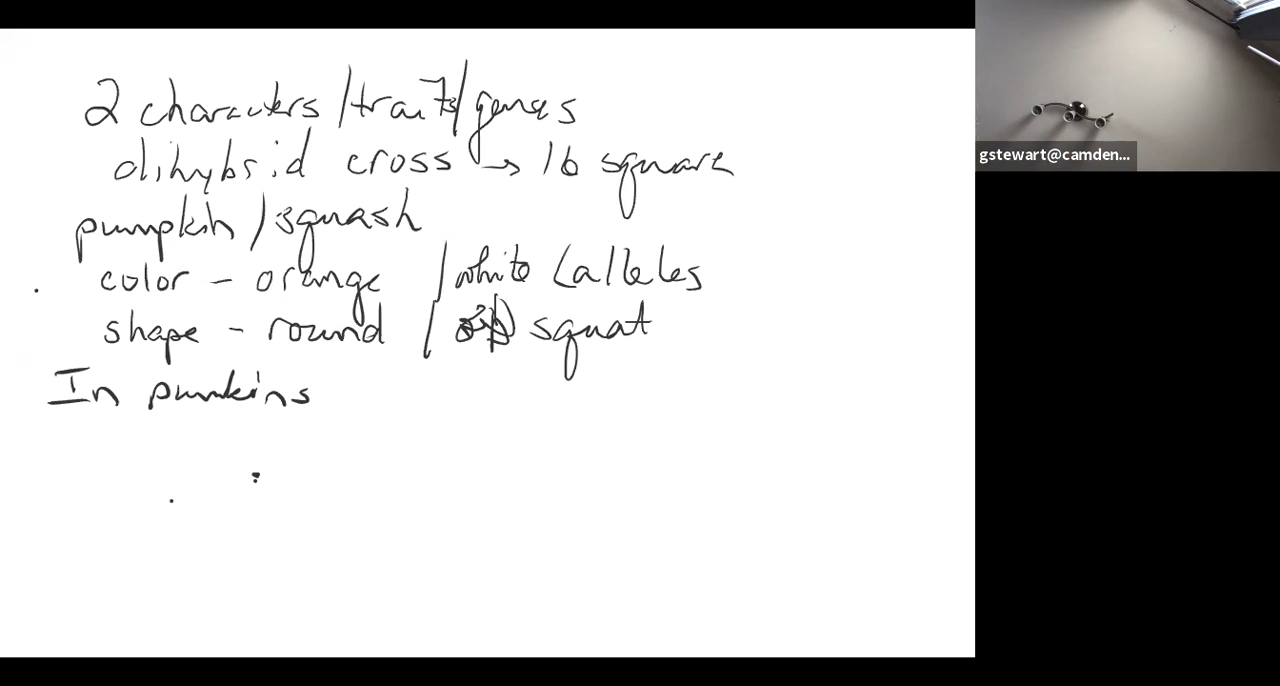 2 characters / traits / genes
dihybrid cross → 16 square
pumpkin / squash
color - orange / white (alleles
shape - round / squat
In pumkins
gstewart@camden...